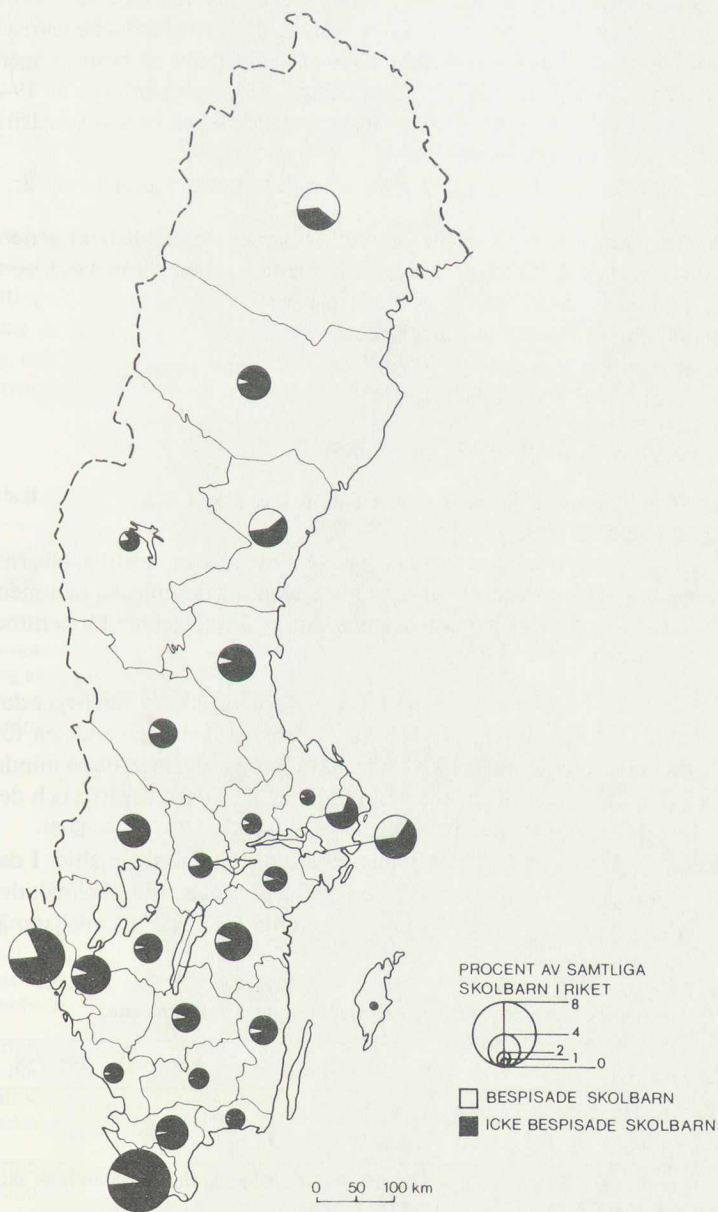 PROCENT AV SAMTLIGA
SKOLBARN I RIKET
8
4
2
1
0
BESPISADE SKOLBARN
ICKE BESPISADE SKOLBARN
0 50 100 km